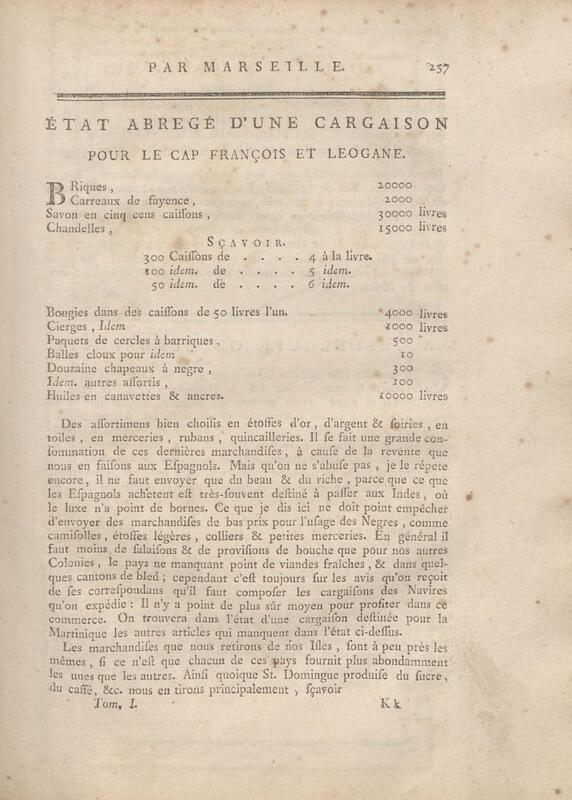 PAR MARSEILLE. 257
ÉTAT ABREGÉ D'UNE CARGAISON
POUR LE CAP FRANÇOIS ET LEOGANE.
BRiques, 20000
Carreaux de fayence, 2000
Savon en cinq cens caiſſons, 30000 livres
Chandelles, 15000 livres
SÇAVOIR.
300 Caiſſons de . . . . 4 à la livre.
100 idem. de . . . . 5 idem.
50 idem. de . . . . 6 idem.
Bougies dans des caiſſons de 50 livres l'un. 4000 livres
Cierges, Idem 1000 livres
Paquets de cercles à barriques, 500
Balles cloux pour idem 10
Douzaine chapeaux à negre, 300
Idem. autres aſſortis, 100
Huiles en canavettes & ancres. 10000 livres
Des aſſortimens bien choiſis en étoffes d'or, d'argent & ſoiries, en
toiles, en merceries, rubans, quincailleries. Il ſe fait une grande con-
ſommation de ces dernières marchandiſes, à cauſe de la revente que
nous en faiſons aux Eſpagnols. Mais qu'on ne s'abuſe pas, je le répete
encore, il ne faut envoyer que du beau & du riche, parce que ce que
les Eſpagnols achetent eſt très-ſouvent deſtiné à paſſer aux Indes, où
le luxe n'a point de bornes. Ce que je dis ici ne doit point empêcher
d'envoyer des marchandiſes de bas prix pour l'uſage des Negres, comme
camiſolles, étoffes légères, colliers & petites merceries. En général il
faut moins de ſalaiſons & de proviſions de bouche que pour nos autres
Colonies, le pays ne manquant point de viandes fraîches, & dans quel-
ques cantons de bled; cependant c'eſt toujours ſur les avis qu'on reçoit
de ſes correſpondans qu'il faut compoſer les cargaiſons des Navires
qu'on expédie: Il n'y a point de plus sûr moyen pour profiter dans ce
commerce. On trouvera dans l'état d'une cargaiſon deſtinée pour la
Martinique les autres articles qui manquent dans l'état ci-deſſus.
Les marchandiſes que nous retirons de nos Iſles, ſont à peu près les
mêmes, ſi ce n'eſt que chacun de ces pays fournit plus abondamment
les unes que les autres. Ainſi quoique St. Domingue produiſe du ſucre,
du caffé, &c. nous en tirons principalement, ſçavoir
Tom. I. Kk